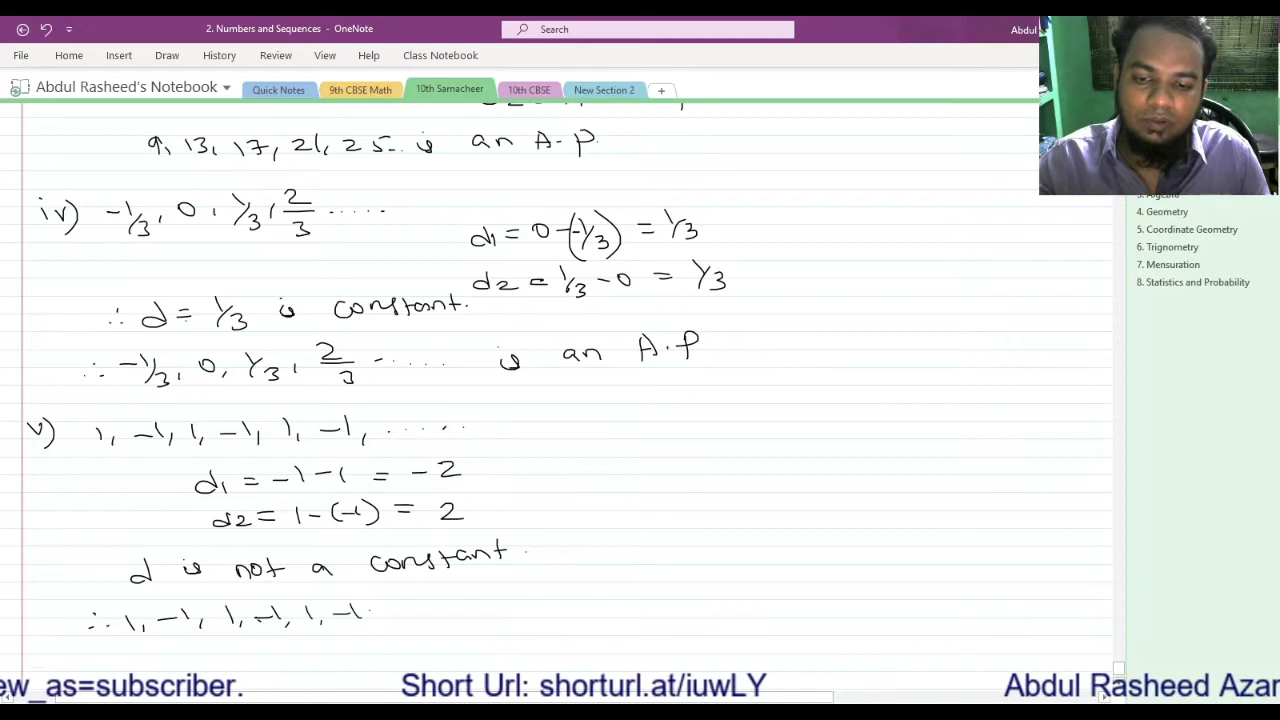 2. Numbers and Sequences - OneNote
Search
Abdul
File Home Insert Draw History Review View Help Class Notebook
Abdul Rasheed's Notebook
Quick Notes
9th CBSE Math
10th Samacheer
10th CBSE
New Section 2
4. Geometry
5. Coordinate Geometry
6. Trignometry
7. Mensuration
8. Statistics and Probability
9, 13, 17, 21, 25... is an A.p.
iv) -1/3, 0, 1/3, 2/3 ......
d1 = 0-(-1/3) = 1/3
d2 = 1/3 - 0 = 1/3
∴ d = 1/3 is constant.
∴ -1/3, 0, 1/3, 2/3 ...... is an A.p
v) 1, -1, 1, -1, 1, -1, ......
d1 = -1 - 1 = -2
d2 = 1-(-1) = 2
d is not a constant.
∴ 1, -1, 1, -1, 1, -1.
ew_as=subscriber. Short Url: shorturl.at/iuwLY Abdul Rasheed Azar